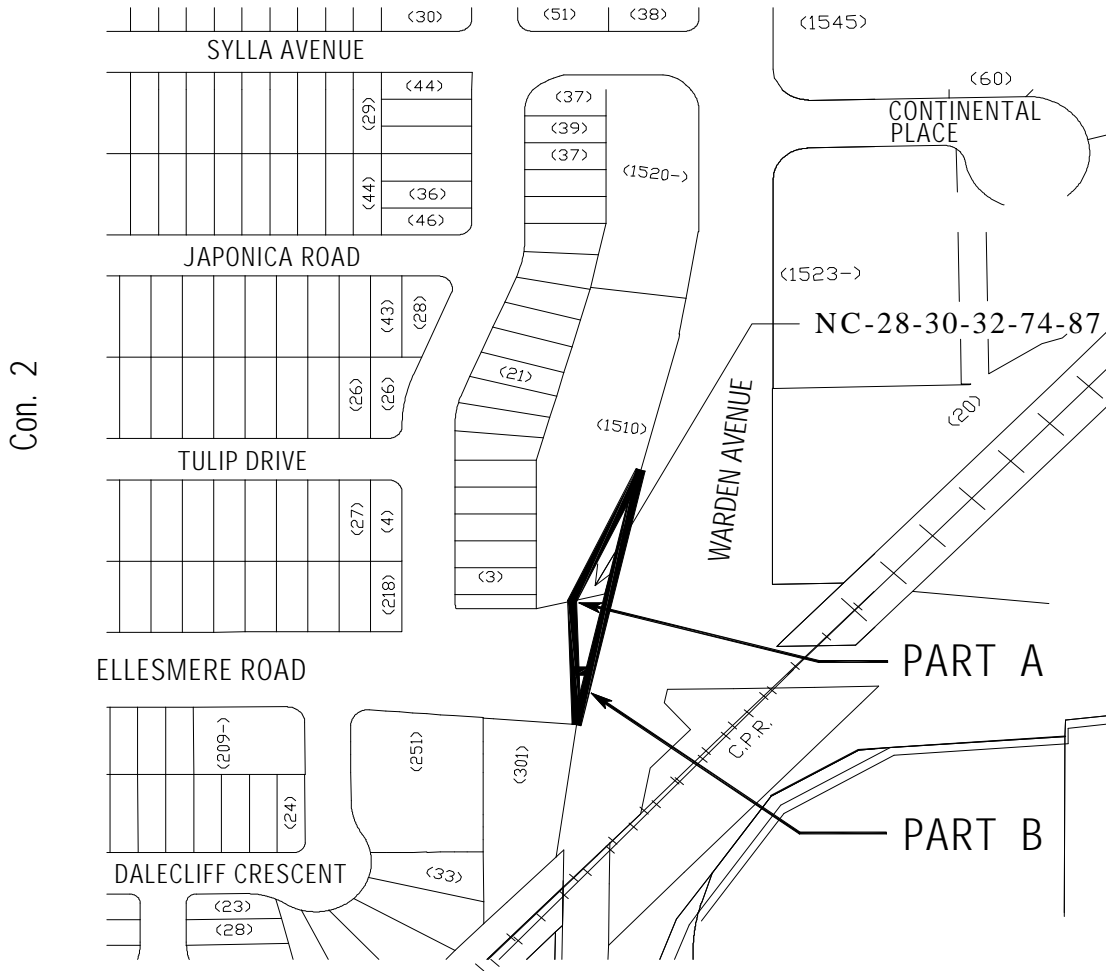 (30)
(51)
(38)
(1545)
SYLLA AVENUE
(60)
(44)
(37)
CONTINENTAL
PLACE
(29)
(39)
(37)
(1520-)
(44)
(36)
(46)
JAPONICA ROAD
(1523-)
(43)
(28)
NC-28-30-32-74-87
Con. 2
(26)
(26)
(21)
(20)
(1510)
WARDEN AVENUE
TULIP DRIVE
(27)
(4)
(3)
(218)
ELLESMERE ROAD
PART A
(209-)
(251)
(301)
C.P.R.
(24)
PART B
DALECLIFF CRESCENT
(33)
(23)
(28)